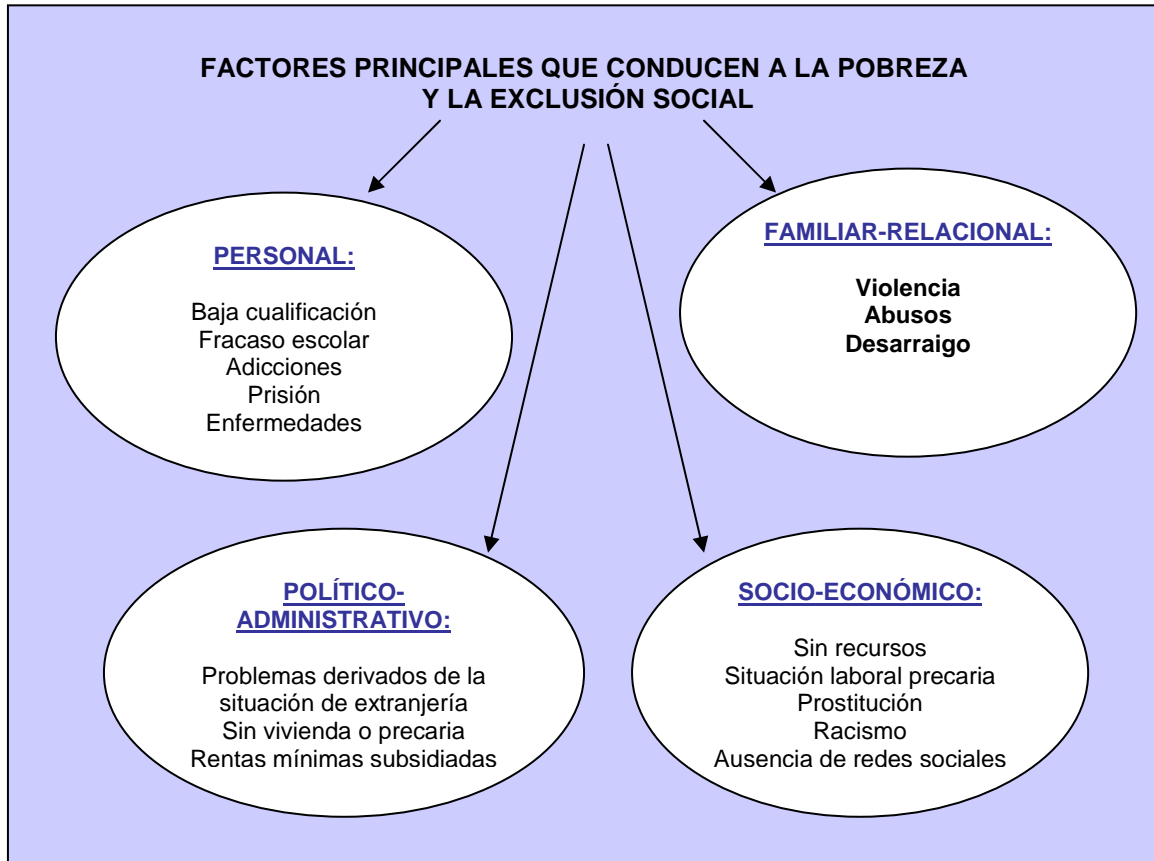 FACTORES PRINCIPALES QUE CONDUCEN A LA POBREZA
Y LA EXCLUSIÓN SOCIAL
PERSONAL:
Baja cualificación
Fracaso escolar
Adicciones
Prisión
Enfermedades
FAMILIAR-RELACIONAL:
Violencia
Abusos
Desarraigo
POLÍTICO-
ADMINISTRATIVO:
Problemas derivados de la
situación de extranjería
Sin vivienda o precaria
Rentas mínimas subsidiadas
SOCIO-ECONÓMICO:
Sin recursos
Situación laboral precaria
Prostitución
Racismo
Ausencia de redes sociales